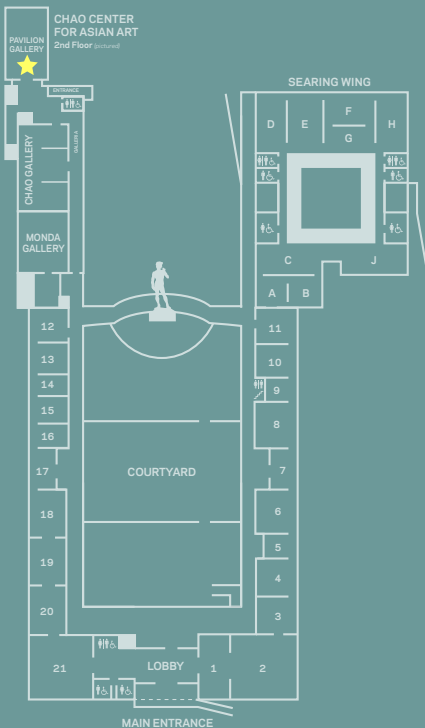 CHAO CENTER
FOR ASIAN ART
2nd Floor (pictured)
PAVILION
GALLERY
ENTRANCE
CHAO GALLERY
MONDA
GALLERY
SEARING WING
D
E
F
G
H
C
J
A
B
12
13
14
15
16
17
18
19
20
21
11
10
9
8
7
6
5
4
3
2
1
COURTYARD
LOBBY
MAIN ENTRANCE